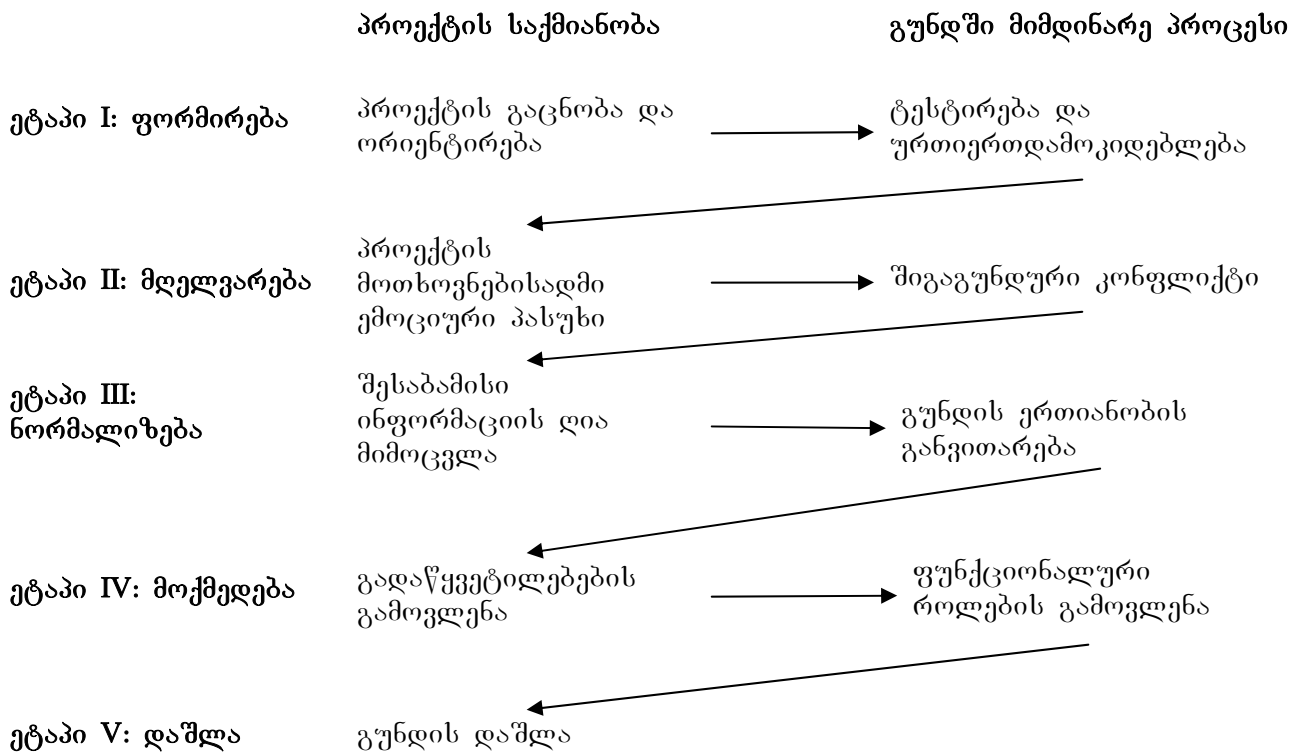 პროექტის საქმიანობა
გუნდში მიმდინარე პროცესი
ეტაპი I: ფორმირება
პროექტის გაცნობა და
ორიენტირება
ტესტირება და
ურთიერთდამოკიდებლება
ეტაპი II: მღელვარება
პროექტის
მოთხოვნებისადმი
ემოციური პასუხი
შიგაგუნდური კონფლიქტი
ეტაპი III:
ნორმალიზება
შესაბამისი
ინფორმაციის ღია
მიმოცვლა
გუნდის ერთიანობის
განვითარება
ეტაპი IV: მოქმედება
გადაწყვეტილებების
გამოვლენა
ფუნქციონალური
როლების გამოვლენა
ეტაპი V: დაშლა
გუნდის დაშლა